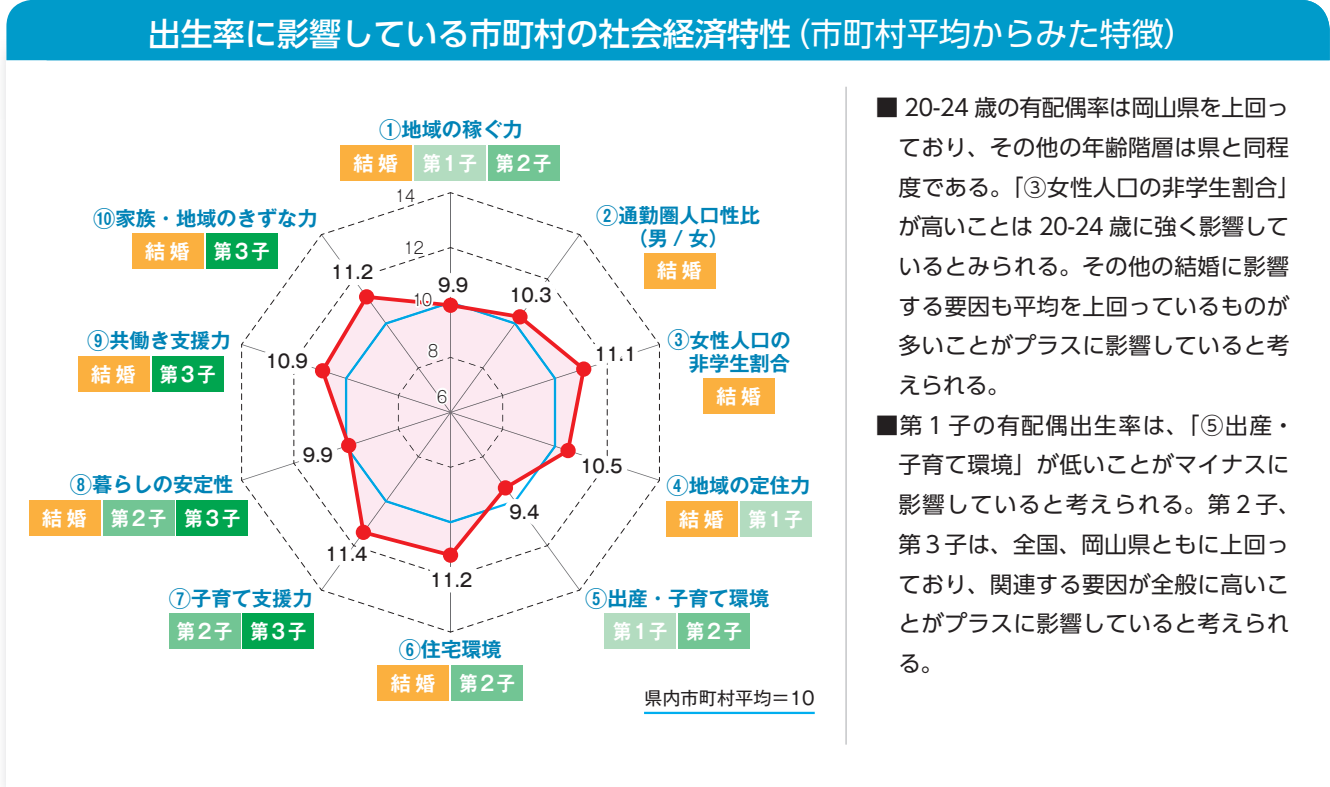 出生率に影響している市町村の社会経済特性（市町村平均からみた特徴）
①地域の稼ぐ力
結婚 第1子 第2子
②通勤圏人口性比
（男 / 女）
結婚
③女性人口の
非学生割合
結婚
④地域の定住力
結婚 第1子
⑤出産・子育て環境
第1子 第2子
⑥住宅環境
結婚 第2子
⑦子育て支援力
第2子 第3子
⑧暮らしの安定性
結婚 第2子 第3子
⑨共働き支援力
結婚 第3子
⑩家族・地域のきずな力
結婚 第3子
14
12
10
8
6
9.9
10.3
11.1
10.5
9.4
11.2
11.4
9.9
10.9
11.2
県内市町村平均＝10
■ 20-24 歳の有配偶率は岡山県を上回っ
ており、その他の年齢階層は県と同程
度である。「③女性人口の非学生割合」
が高いことは 20-24 歳に強く影響して
いるとみられる。その他の結婚に影響
する要因も平均を上回っているものが
多いことがプラスに影響していると考
えられる。
■第１子の有配偶出生率は、「⑤出産・
子育て環境」が低いことがマイナスに
影響していると考えられる。第２子、
第３子は、全国、岡山県ともに上回っ
ており、関連する要因が全般に高いこ
とがプラスに影響していると考えられ
る。